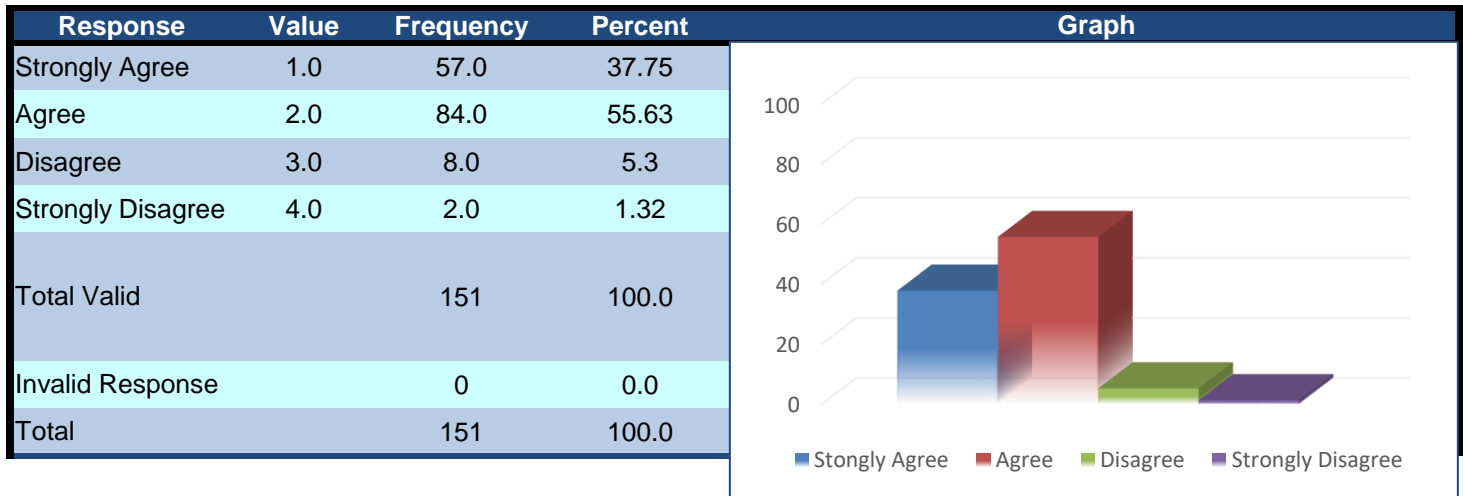 Response Value Frequency Percent Graph
Strongly Agree 1.0 57.0 37.75
Agree 2.0 84.0 55.63
Disagree 3.0 8.0 5.3
Strongly Disagree 4.0 2.0 1.32
Total Valid 151 100.0
Invalid Response 0 0.0
Total 151 100.0
100
80
60
40
20
0
Stongly Agree Agree Disagree Strongly Disagree